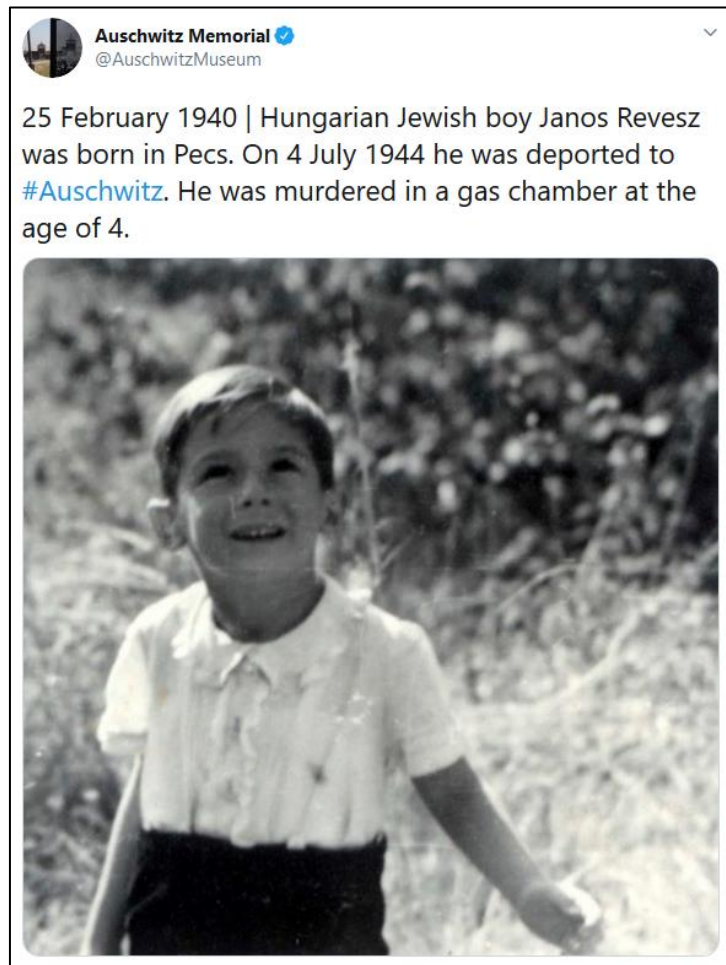 Auschwitz Memorial
@AuschwitzMuseum
25 February 1940 | Hungarian Jewish boy Janos Revesz
was born in Pecs. On 4 July 1944 he was deported to
#Auschwitz. He was murdered in a gas chamber at the
age of 4.